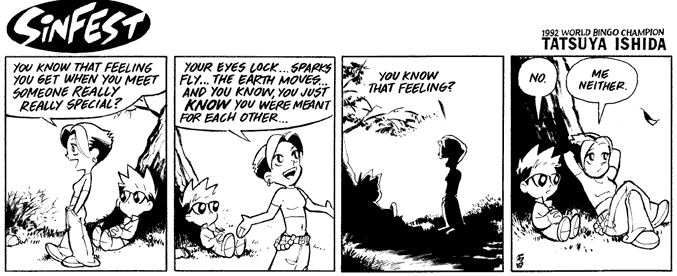 SINFEST
1992 WORLD BINGO CHAMPION
TATSUYA ISHIDA
YOU KNOW THAT FEELING
YOU GET WHEN YOU MEET
SOMEONE REALLY
REALLY SPECIAL?
YOUR EYES LOCK... SPARKS
FLY... THE EARTH MOVES..
AND YOU KNOW, YOU JUST
KNOW YOU WERE MEANT
FOR EACH OTHER...
YOU KNOW
THAT FEELING?
NO.
ME
NEITHER.